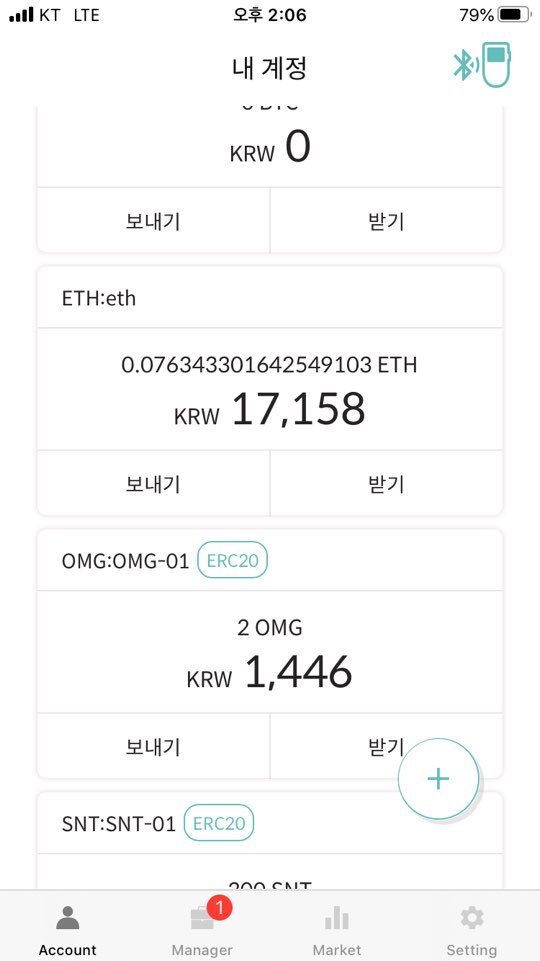 KT LTE 오후 2:06 79%
내 계정
KRW 0
보내기 받기
ETH:eth
0.076343301642549103 ETH
KRW 17,158
보내기 받기
OMG:OMG-01 ERC20
2 OMG
KRW 1,446
보내기 받기
+
SNT:SNT-01 ERC20
1
Account Manager Market Setting